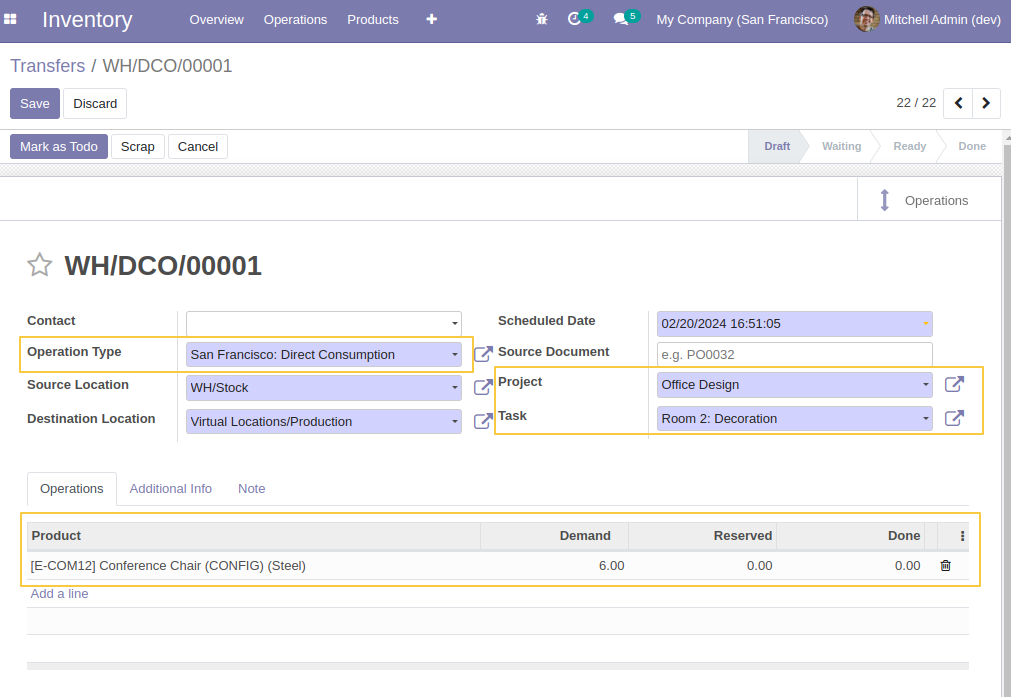 Inventory Overview Operations Products + 4 5 My Company (San Francisco) Mitchell Admin (dev)
Transfers / WH/DCO/00001
Save Discard 22 / 22
Mark as Todo Scrap Cancel Draft Waiting Ready Done
Operations
WH/DCO/00001
Contact Scheduled Date 02/20/2024 16:51:05
Operation Type San Francisco: Direct Consumption Source Document e.g. PO0032
Source Location WH/Stock Project Office Design
Destination Location Virtual Locations/Production Task Room 2: Decoration
Operations Additional Info Note
Product Demand Reserved Done
[E-COM12] Conference Chair (CONFIG) (Steel) 6.00 0.00 0.00
Add a line